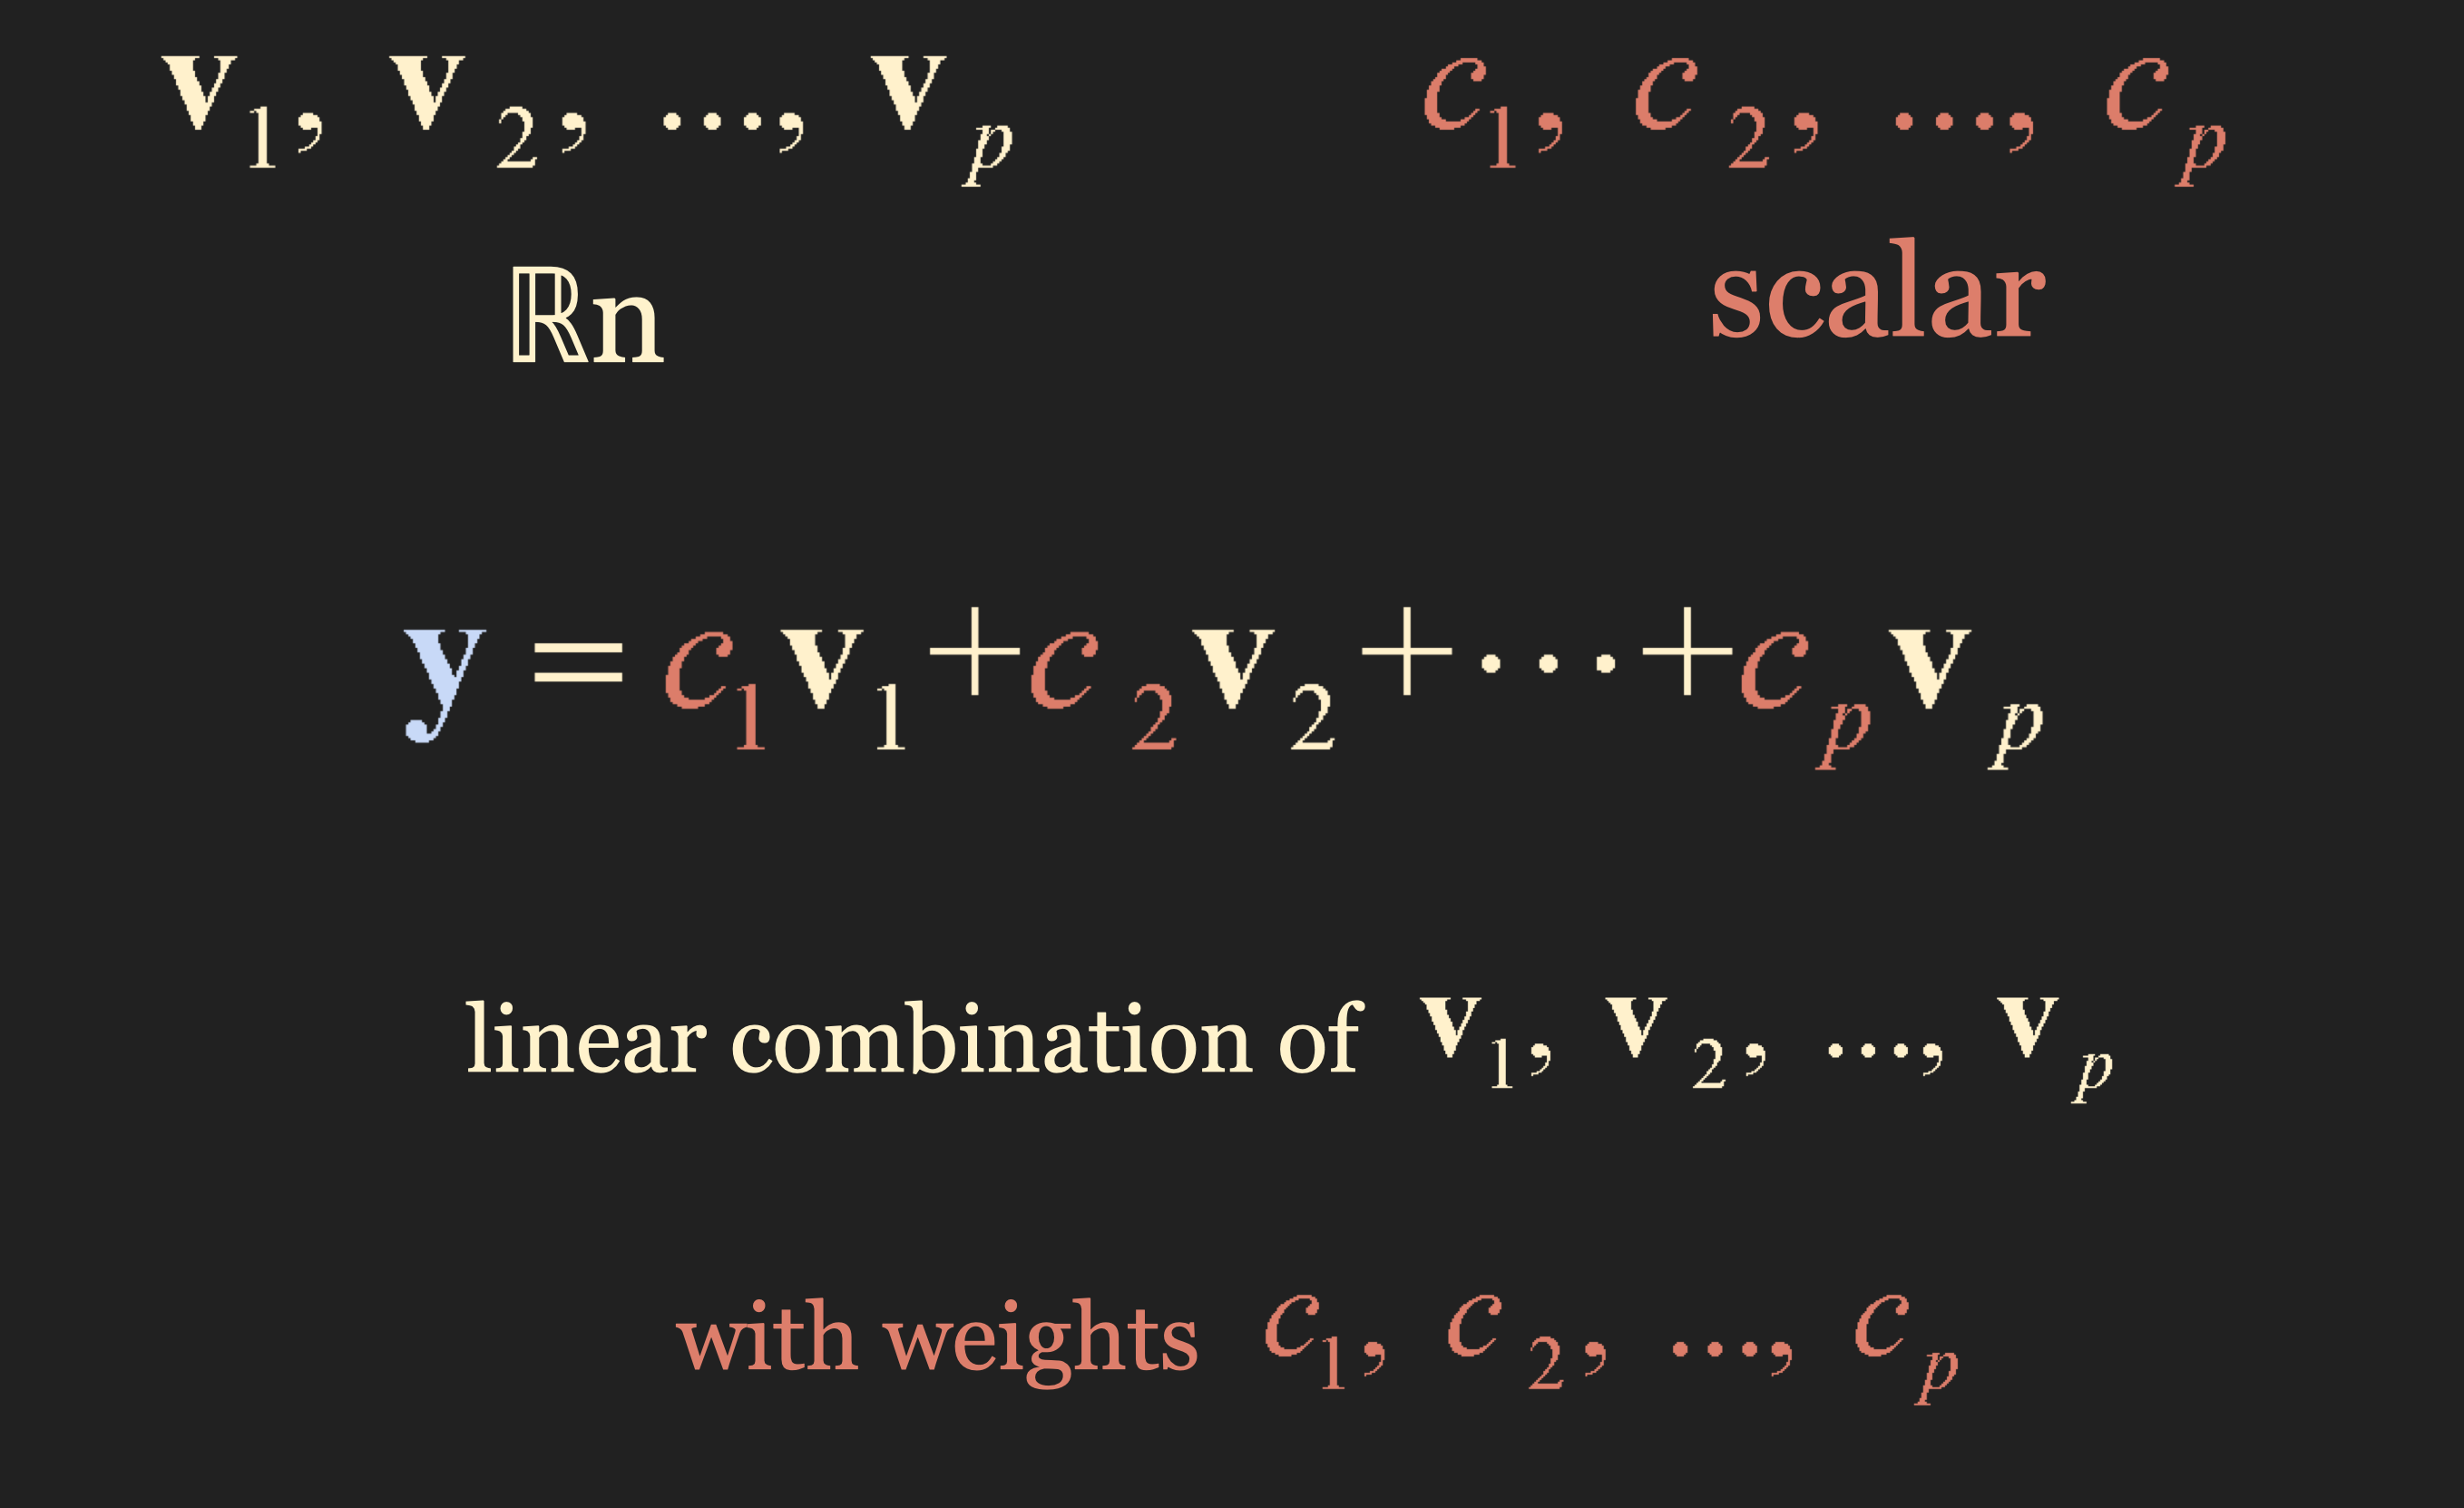 v₁, v₂, ..., vₚ c₁, c₂, ..., cₚ
ℝn scalar
y = c₁v₁+c₂v₂+···+cₚvₚ
linear combination of v₁, v₂, ..., vₚ
with weights c₁, c₂, ..., cₚ